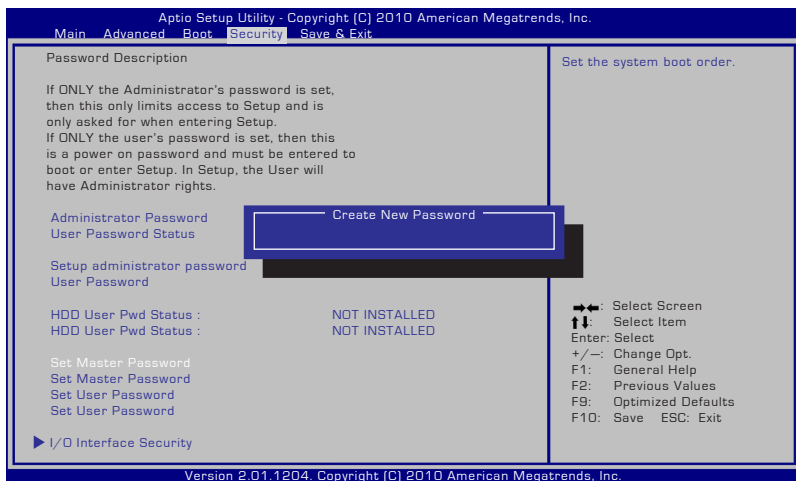 Aptio Setup Utility - Copyright (C) 2010 American Megatrends, Inc.
Main Advanced Boot Security Save & Exit
Password Description
If ONLY the Administrator's password is set,
then this only limits access to Setup and is
only asked for when entering Setup.
If ONLY the user's password is set, then this
is a power on password and must be entered to
boot or enter Setup. In Setup, the User will
have Administrator rights.
Administrator Password
User Password Status
Create New Password
Setup administrator password
User Password
HDD User Pwd Status : NOT INSTALLED
HDD User Pwd Status : NOT INSTALLED
Set Master Password
Set Master Password
Set User Password
Set User Password
I/O Interface Security
Set the system boot order.
→←: Select Screen
↑↓: Select Item
Enter: Select
+/—: Change Opt.
F1: General Help
F2: Previous Values
F9: Optimized Defaults
F10: Save ESC: Exit
Version 2.01.1204. Copyright (C) 2010 American Megatrends, Inc.